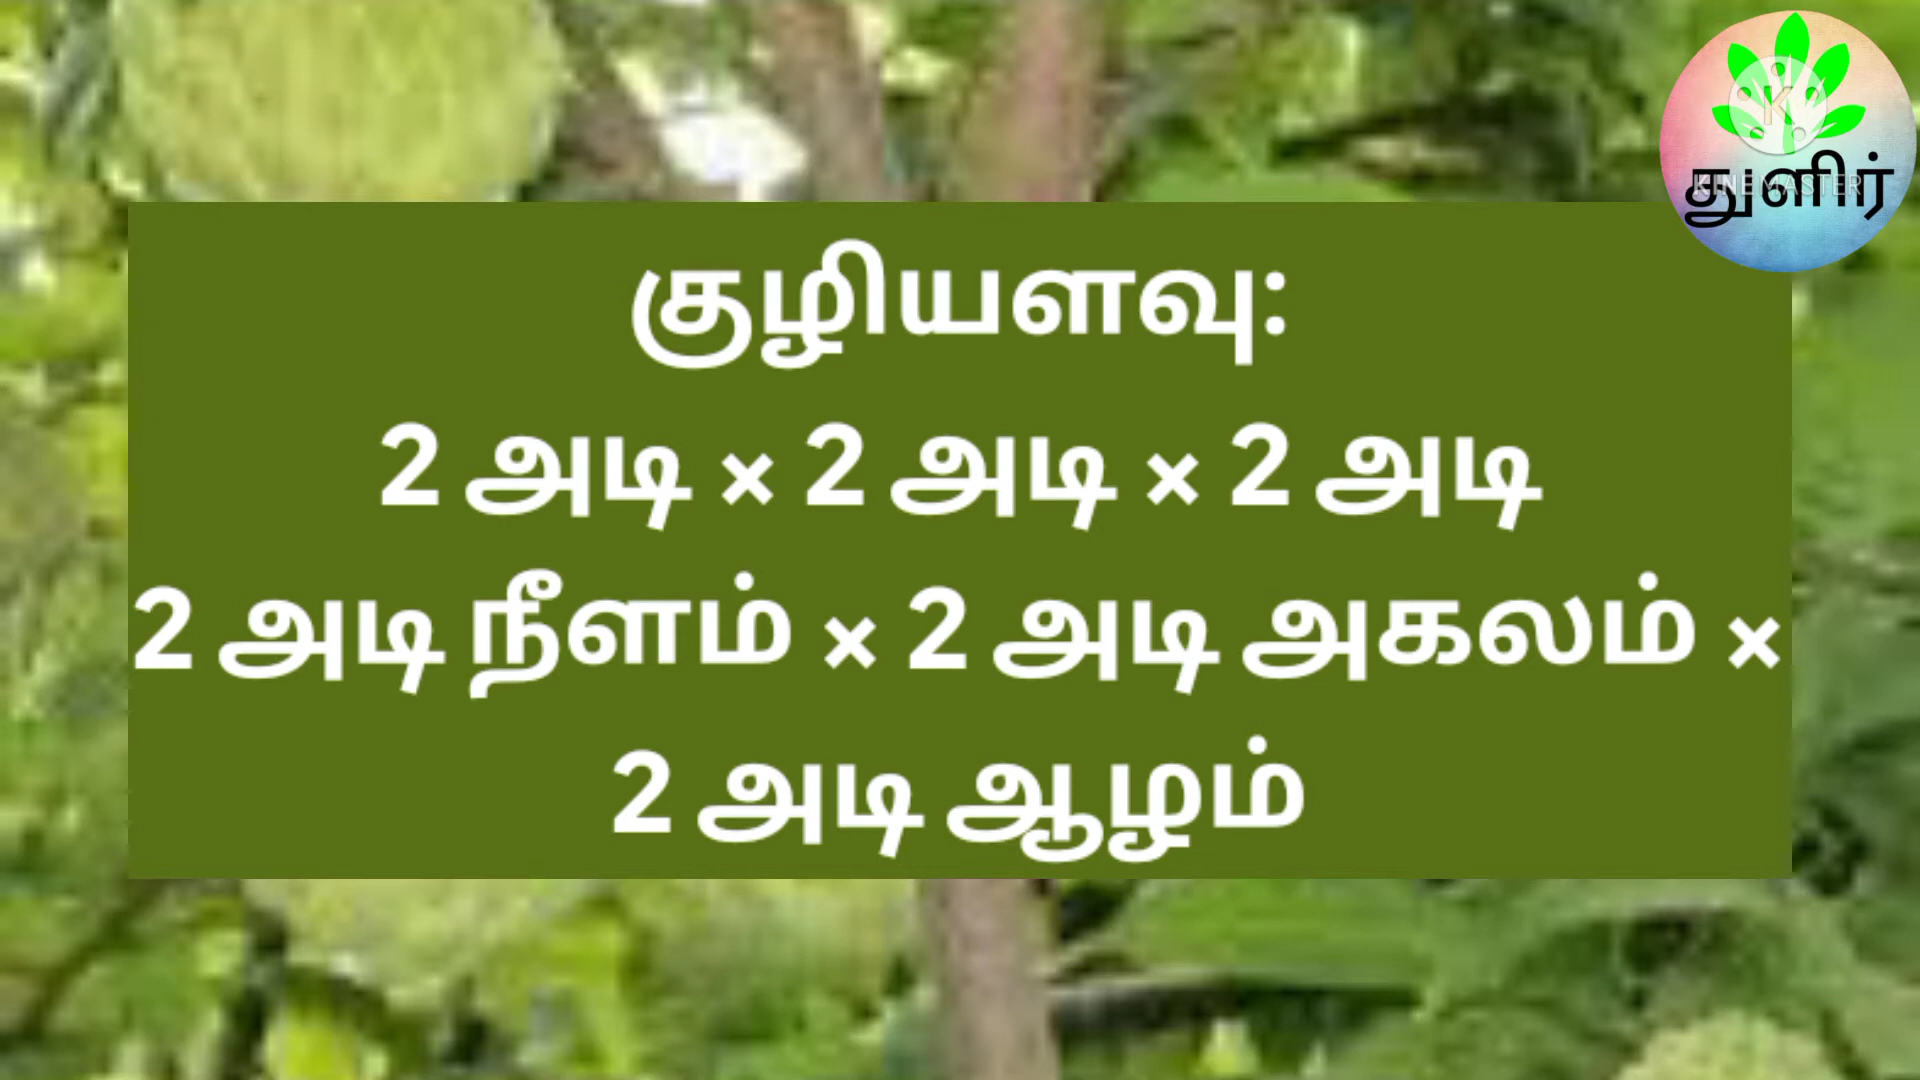 துளிர்
KINEMASTER
குழியளவு:
2 அடி × 2 அடி × 2 அடி
2 அடி நீளம் × 2 அடி அகலம் ×
2 அடி ஆழம்